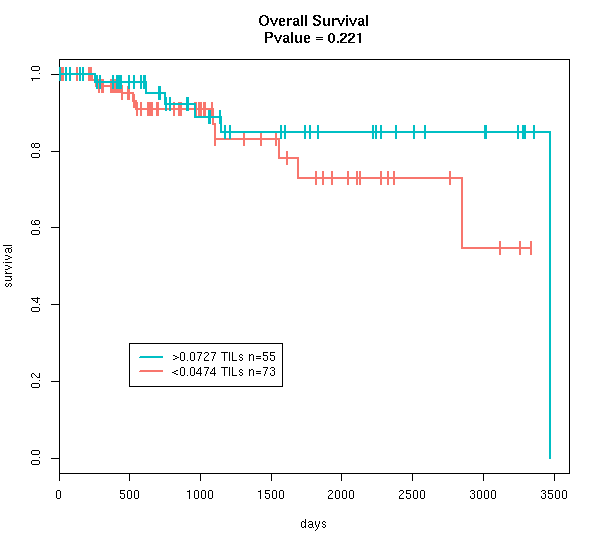 Overall Survival
Pvalue = 0.221
survival
1.0
0.8
0.6
0.4
0.2
0.0
>0.0727 TILs n=55
<0.0474 TILs n=73
0 500 1000 1500 2000 2500 3000 3500
days